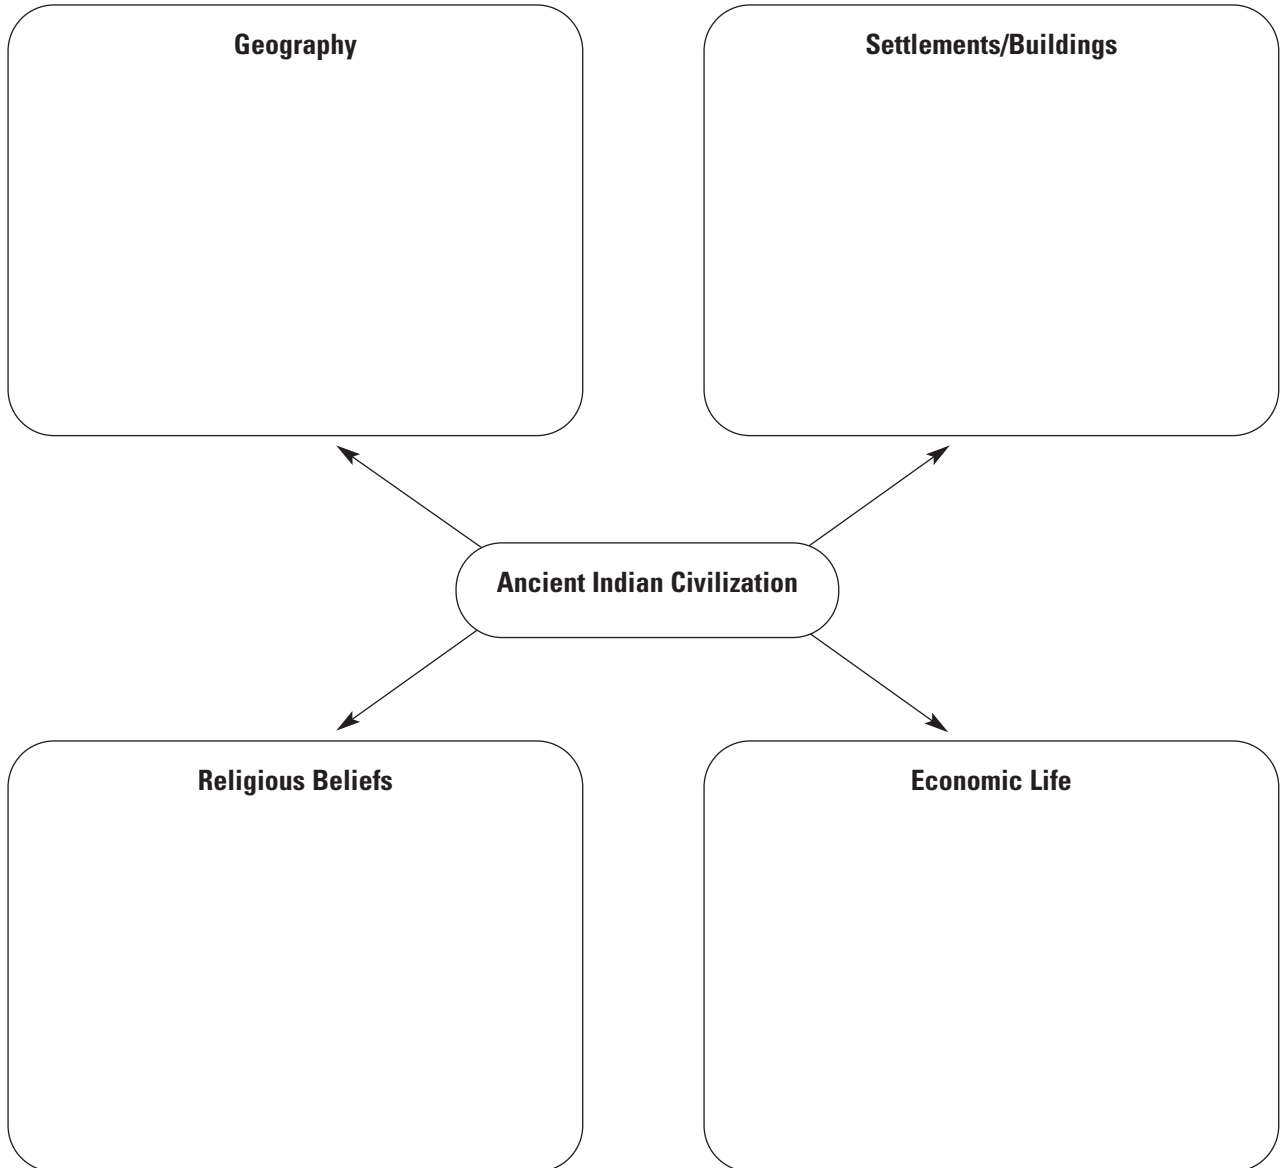 Geography
Settlements/Buildings
Ancient Indian Civilization
Religious Beliefs
Economic Life